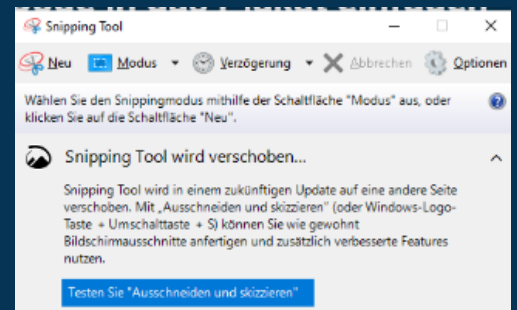 Snipping Tool
Neu Modus Verzögerung Abbrechen Optionen
Wählen Sie den Snippingmodus mithilfe der Schaltfläche "Modus" aus, oder
klicken Sie auf die Schaltfläche "Neu".
Snipping Tool wird verschoben...
Snipping Tool wird in einem zukünftigen Update auf eine andere Seite
verschoben. Mit „Ausschneiden und skizzieren" (oder Windows-Logo-
Taste + Umschalttaste + S) können Sie wie gewohnt
Bildschirmausschnitte anfertigen und zusätzlich verbesserte Features
nutzen.
Testen Sie "Ausschneiden und skizzieren"